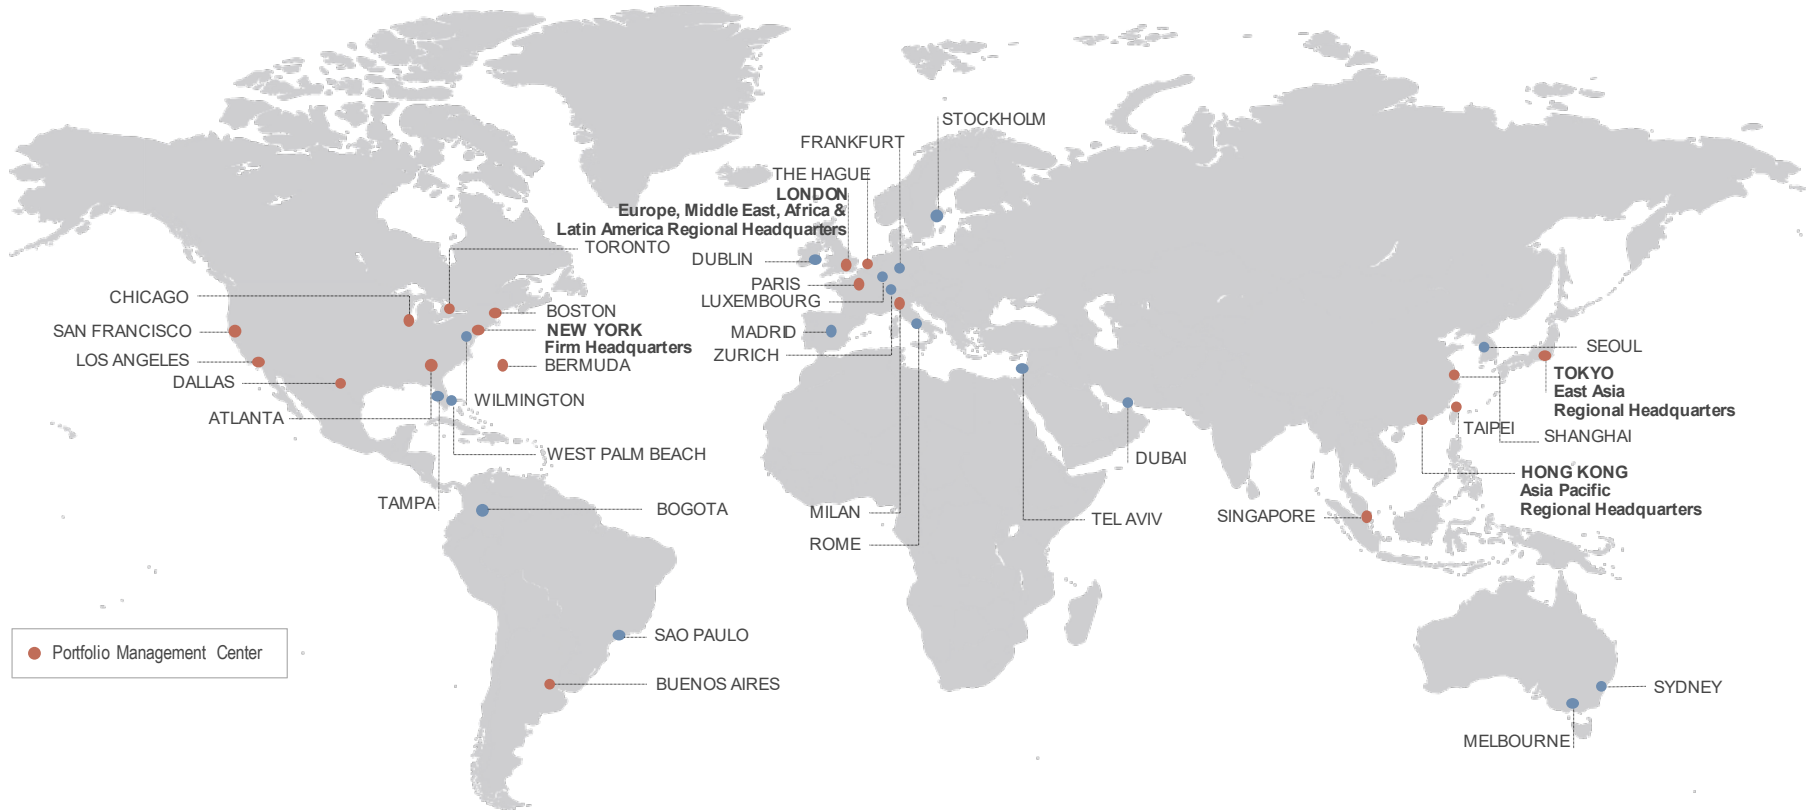 STOCKHOLM
FRANKFURT
THE HAGUE
LONDON
Europe, Middle East, Africa &
Latin America Regional Headquarters
TORONTO
DUBLIN
PARIS
LUXEMBOURG
MADRID
ZURICH
CHICAGO
SAN FRANCISCO
LOS ANGELES
DALLAS
ATLANTA
BOSTON
NEW YORK
Firm Headquarters
BERMUDA
WILMINGTON
WEST PALM BEACH
TAMPA
BOGOTA
MILAN
ROME
TEL AVIV
DUBAI
SEOUL
TOKYO
East Asia
Regional Headquarters
TAIPEI
SHANGHAI
HONG KONG
Asia Pacific
Regional Headquarters
SINGAPORE
SAO PAULO
BUENOS AIRES
SYDNEY
MELBOURNE
Portfolio Management Center